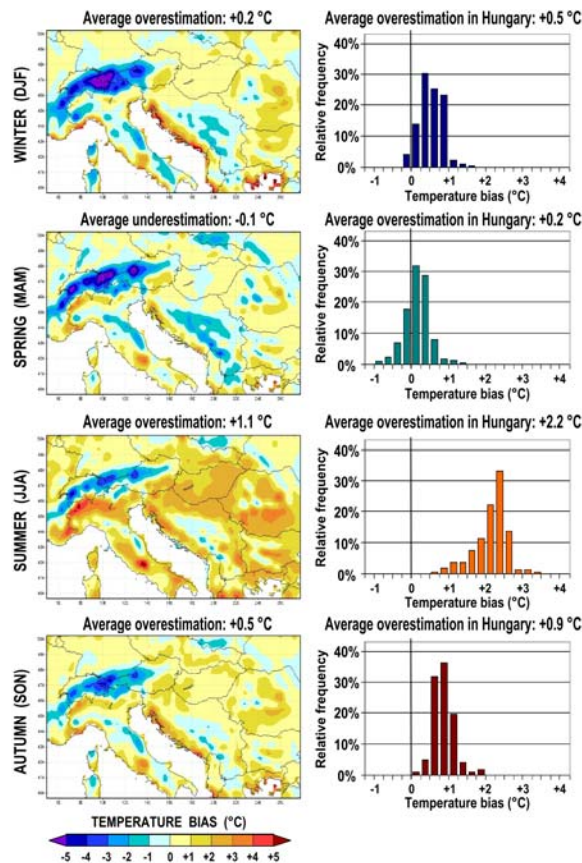 Average overestimation: +0.2 °C
Average overestimation in Hungary: +0.5 °C
WINTER (DJF)
Relative frequency
40%
30%
20%
10%
0%
-1 0 +1 +2 +3 +4
Temperature bias (°C)
Average underestimation: -0.1 °C
Average overestimation in Hungary: +0.2 °C
SPRING (MAM)
Relative frequency
40%
30%
20%
10%
0%
-1 0 +1 +2 +3 +4
Temperature bias (°C)
Average overestimation: +1.1 °C
Average overestimation in Hungary: +2.2 °C
SUMMER (JJA)
Relative frequency
40%
30%
20%
10%
0%
0 +1 +2 +3 +4
Temperature bias (°C)
Average overestimation: +0.5 °C
Average overestimation in Hungary: +0.9 °C
AUTUMN (SON)
Relative frequency
40%
30%
20%
10%
0%
-1 0 +1 +2 +3 +4
Temperature bias (°C)
TEMPERATURE BIAS (°C)
-5 -4 -3 -2 -1 0 +1 +2 +3 +4 +5